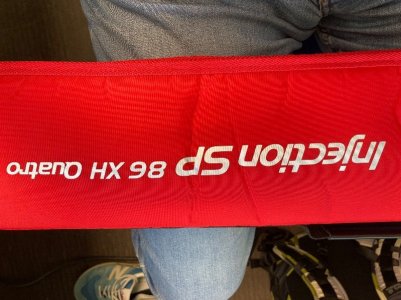 Injection SP 86 XH Quatro